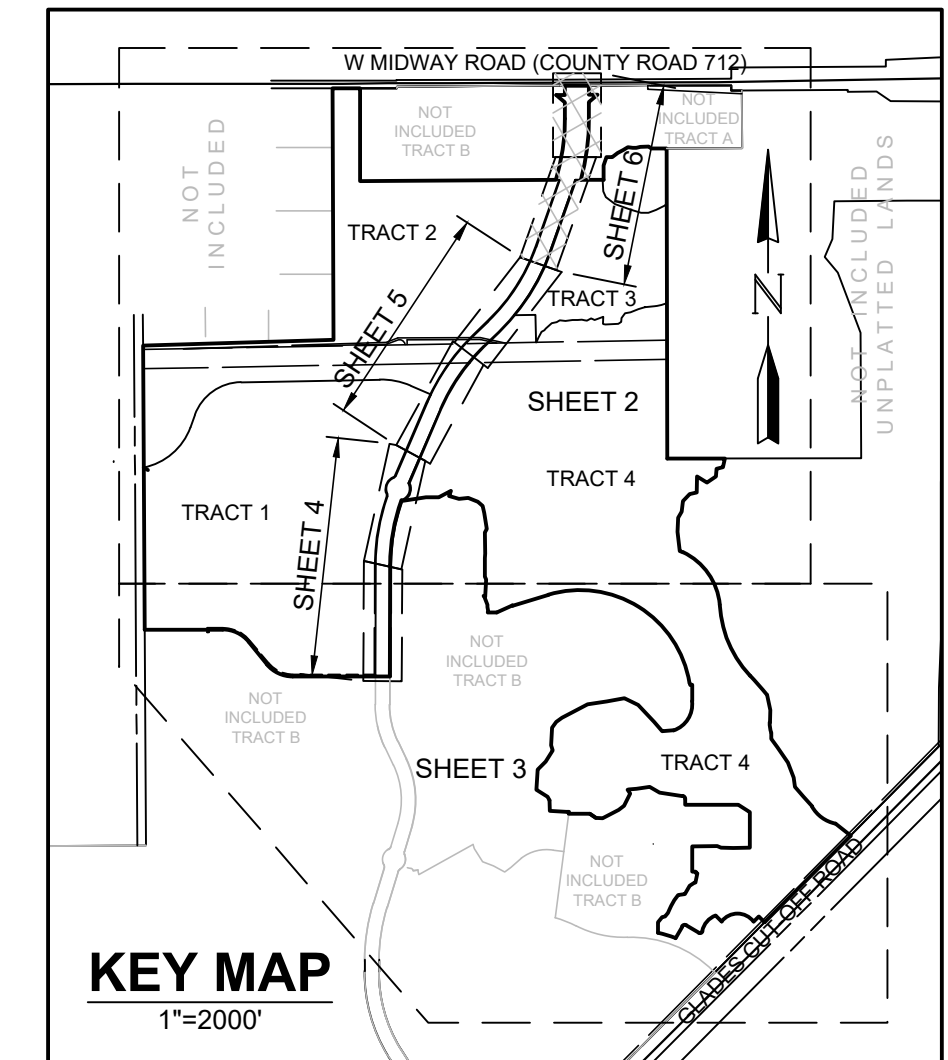 W MIDWAY ROAD (COUNTY ROAD 712)
NOT
INCLUDED
TRACT B
NOT
INCLUDED
TRACT A
NOT
INCLUDED
SHEET 6
NOT INCLUDED
UNPLATTED LANDS
TRACT 2
N
TRACT 3
SHEET 5
SHEET 2
TRACT 4
TRACT 1
SHEET 4
NOT
INCLUDED
TRACT B
NOT
INCLUDED
TRACT B
SHEET 3
TRACT 4
NOT
INCLUDED
TRACT B
GLADES CUT OFF ROAD
KEY MAP
1"=2000'